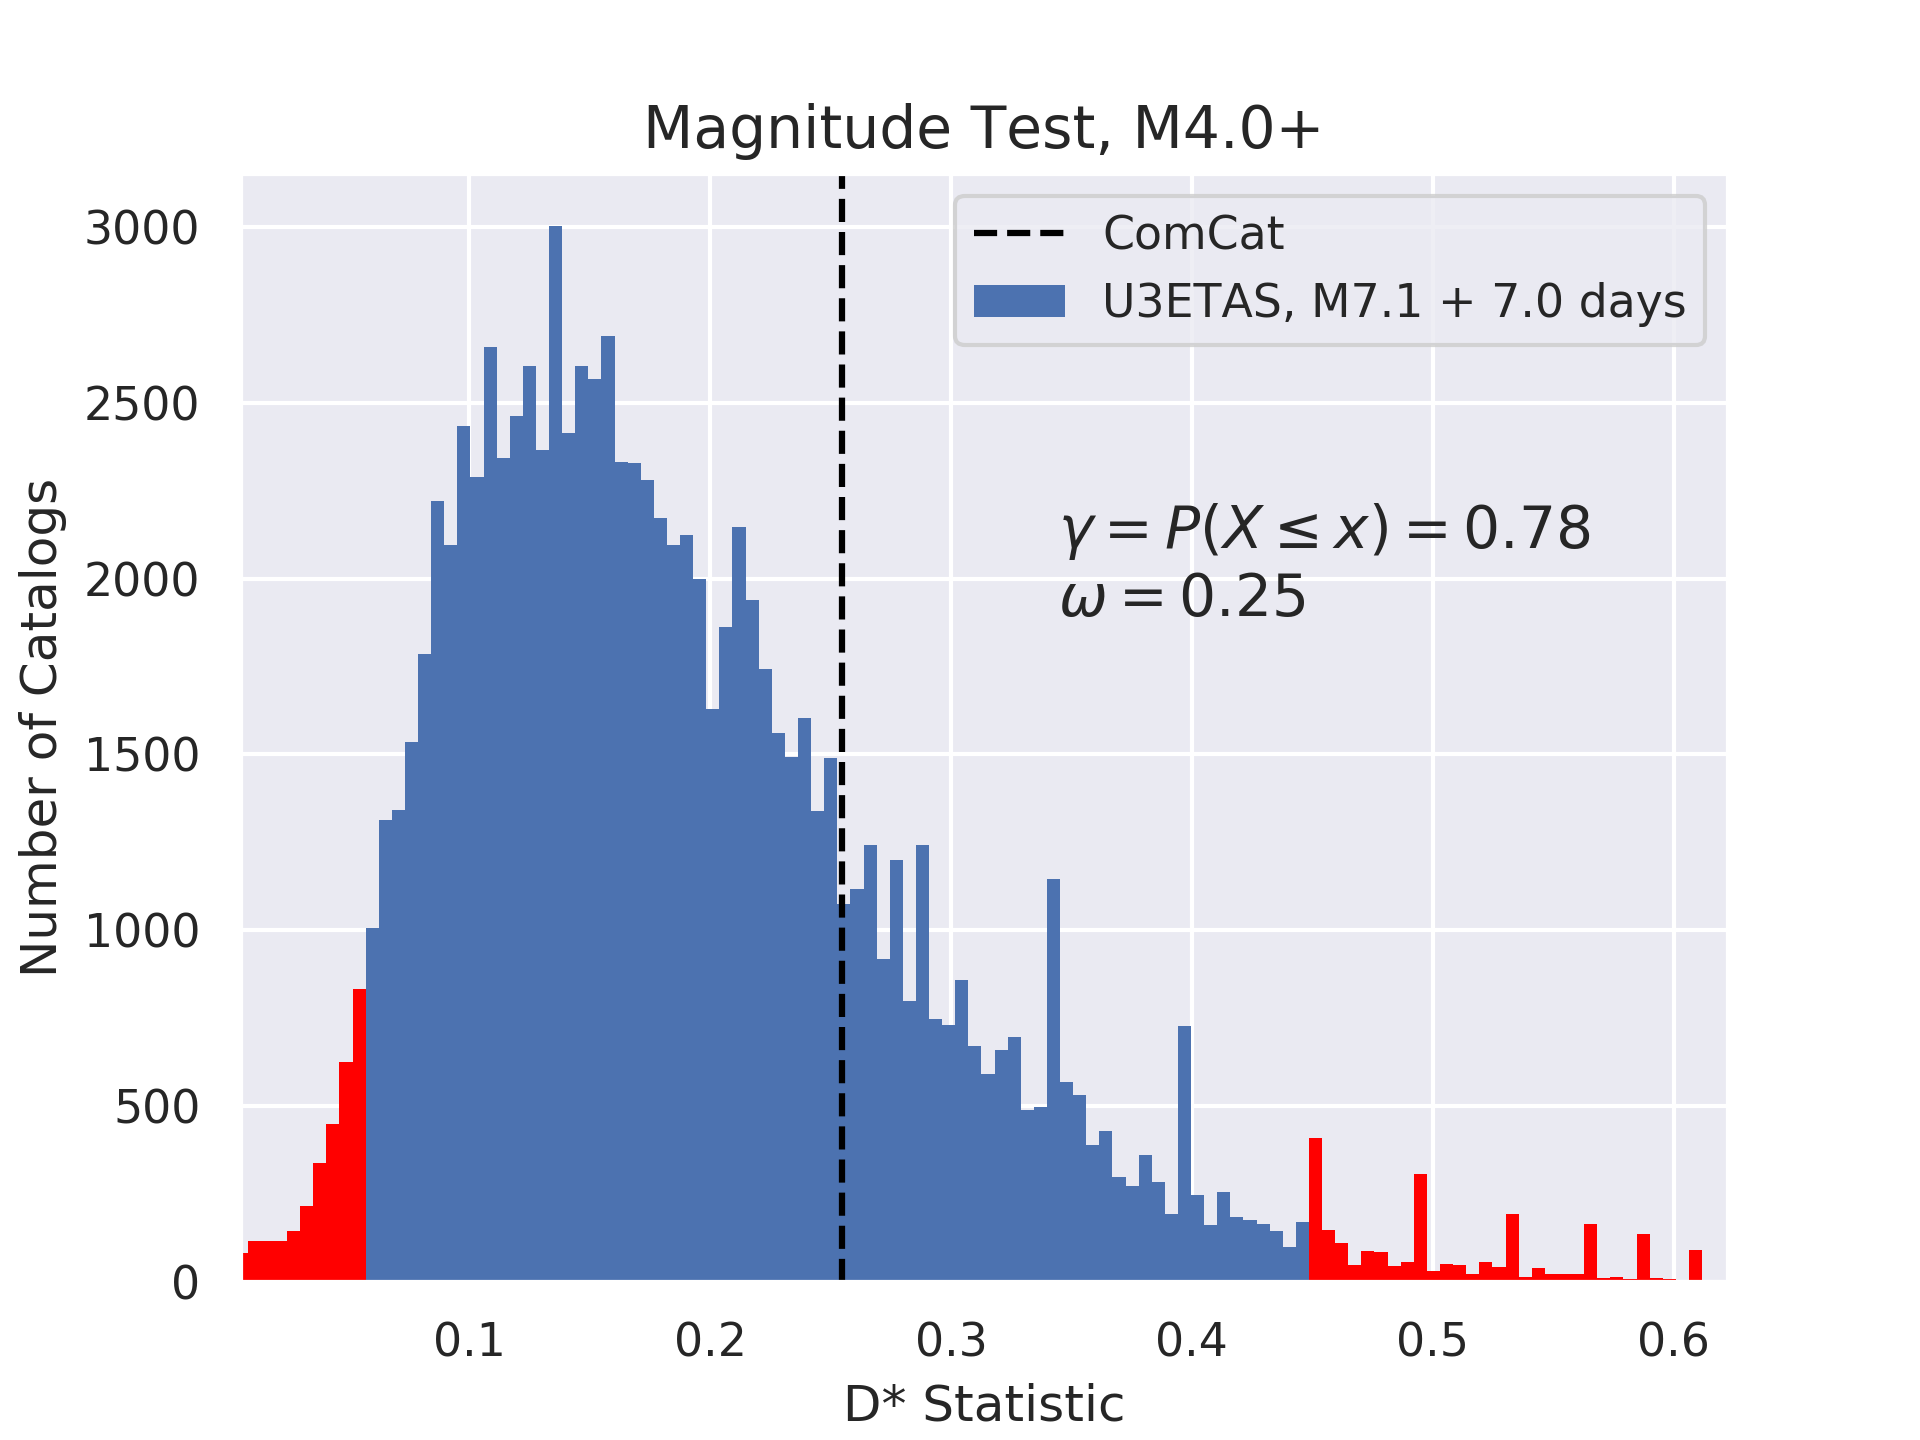 Magnitude Test, M4.0+
ComCat
U3ETAS, M7.1 + 7.0 days
γ = P(X ≤ x) = 0.78
ω = 0.25
Number of Catalogs
3000
2500
2000
1500
1000
500
0
0.1 0.2 0.3 0.4 0.5 0.6
D* Statistic